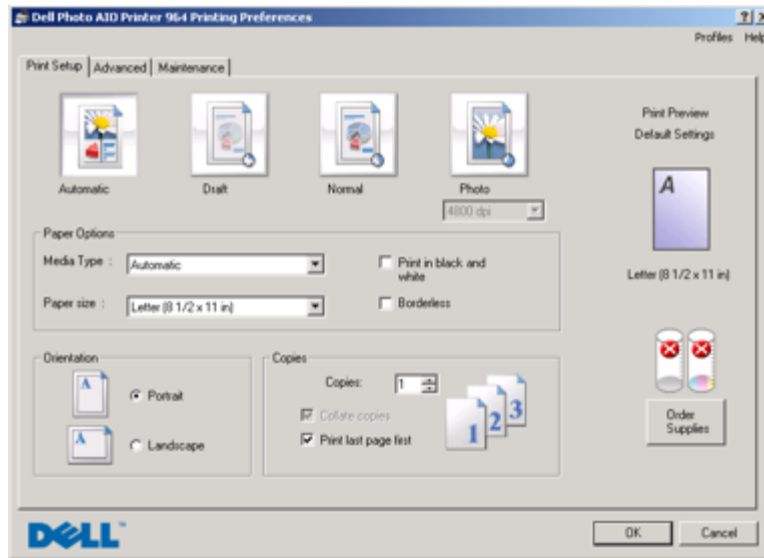 Dell Photo AIO Printer 964 Printing Preferences
Profiles Help
Print Setup Advanced Maintenance
Automatic
Draft
Normal
Photo
4800 dpi
Print Preview
Default Settings
A
Letter (8 1/2 x 11 in)
Paper Options
Media Type :
Automatic
Print in black and
white
Paper size :
Letter (8 1/2 x 11 in)
Borderless
Orientation
A
Portrait
A
Landscape
Copies
Copies:
1
Collate copies
Print last page first
1 2 3
Order
Supplies
DELL™
OK
Cancel